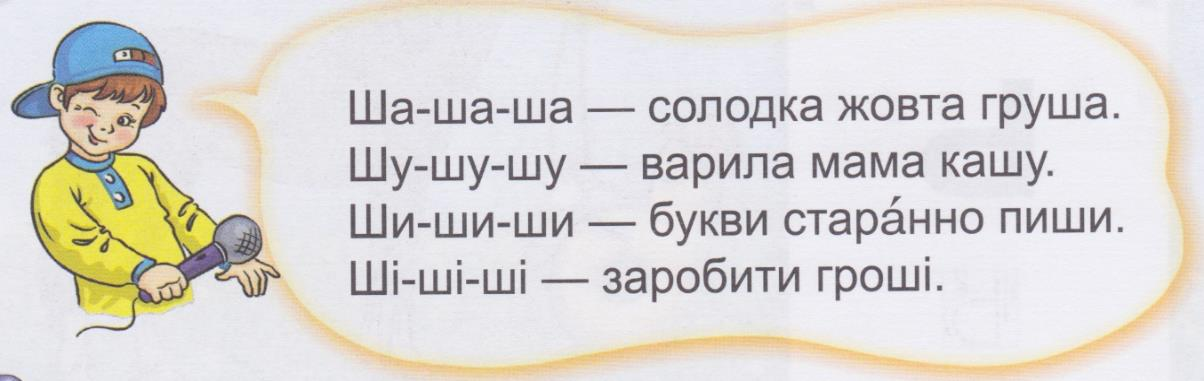 Ша-ша-ша — солодка жовта груша.
Шу-шу-шу — варила мама кашу.
Ши-ши-ши — букви стара́нно пиши.
Ші-ші-ші — заробити гроші.